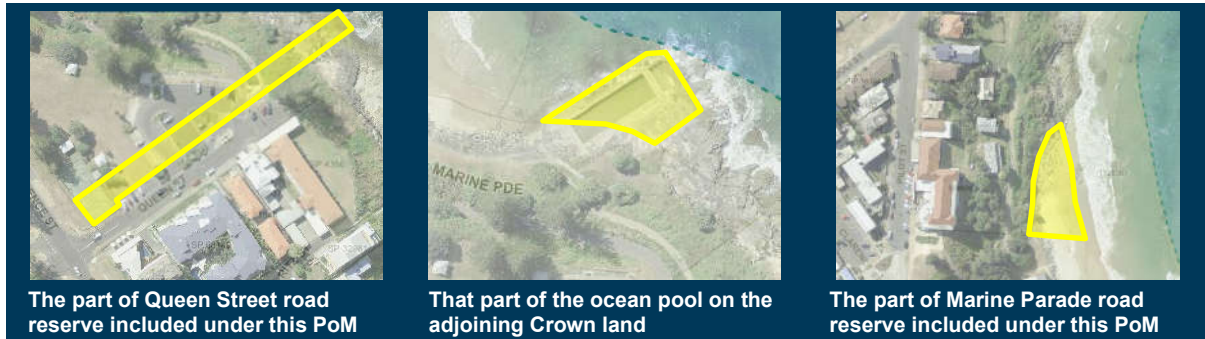 MARINE PDE
The part of Queen Street road
reserve included under this PoM
That part of the ocean pool on the
adjoining Crown land
The part of Marine Parade road
reserve included under this PoM